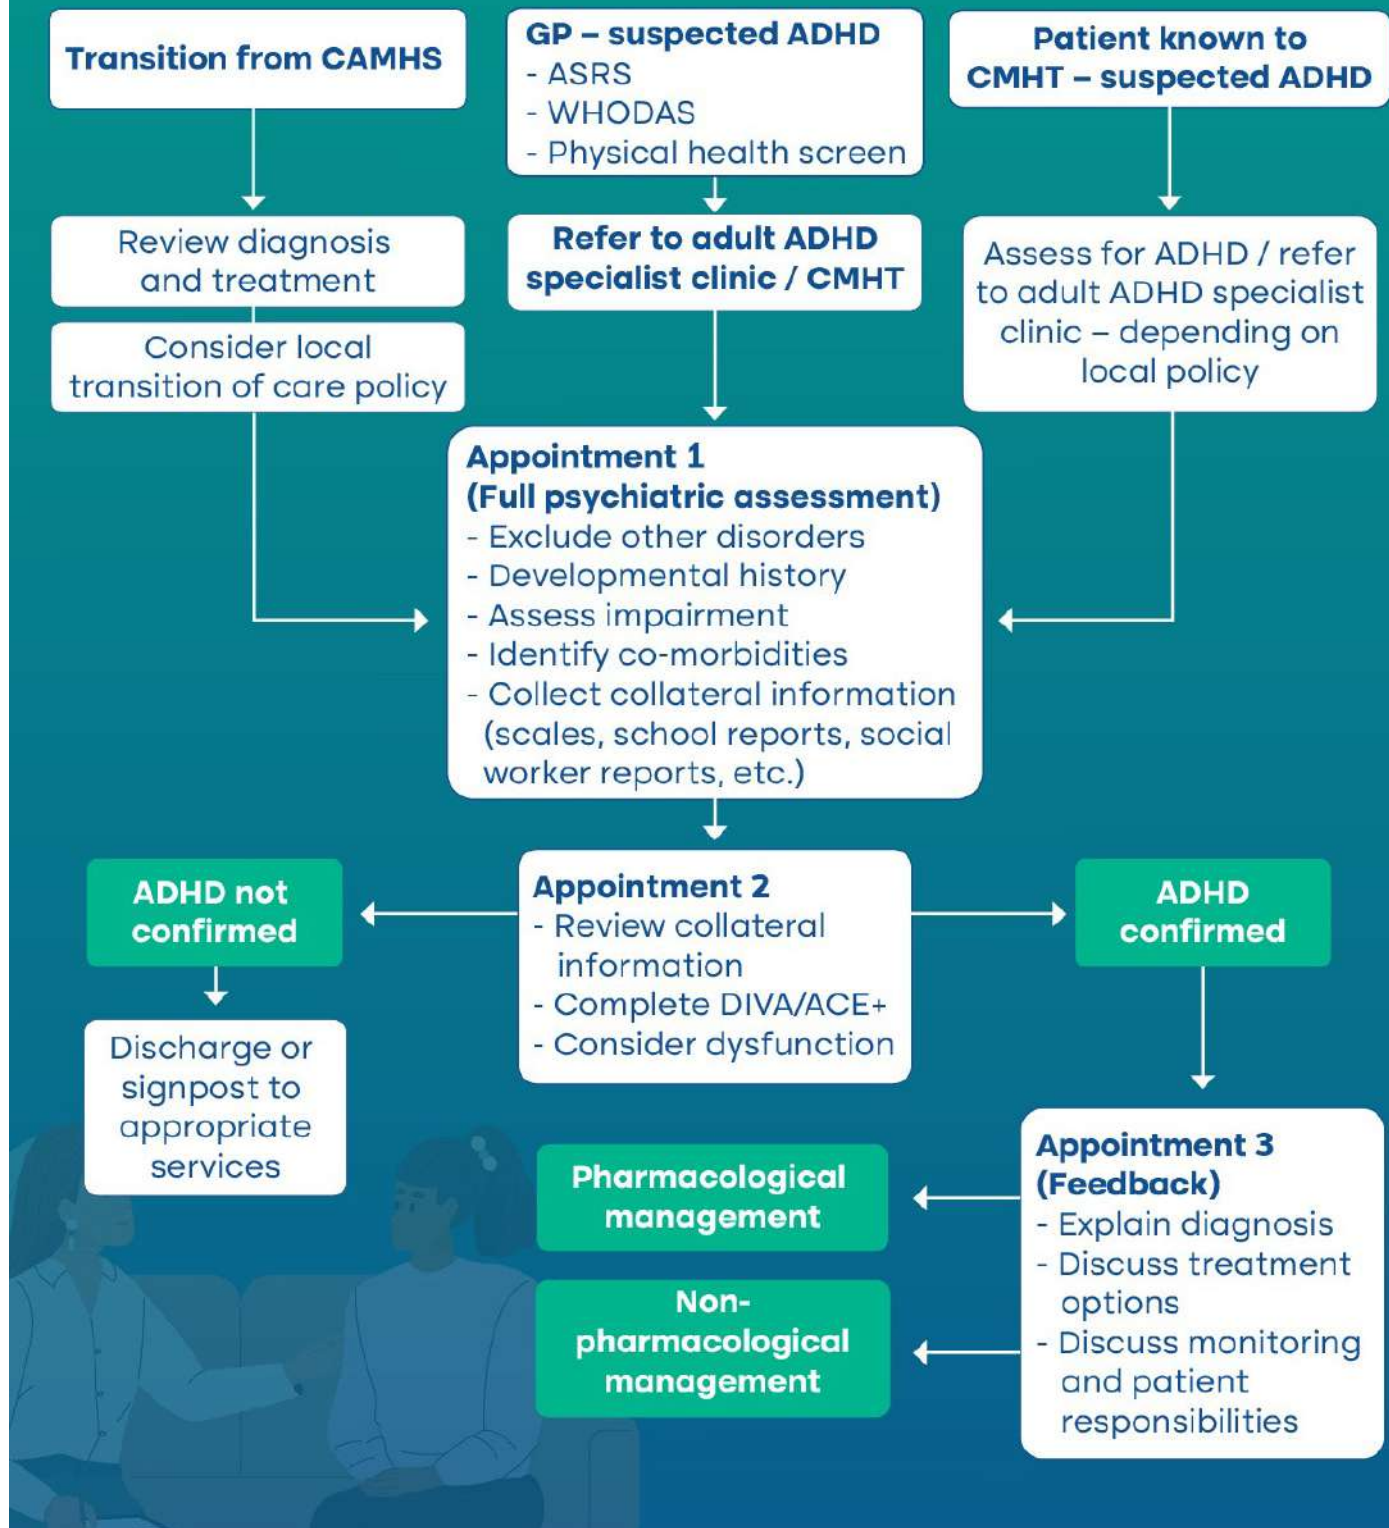 Transition from CAMHS
GP – suspected ADHD
- ASRS
- WHODAS
- Physical health screen
Patient known to
CMHT – suspected ADHD
Review diagnosis
and treatment
Consider local
transition of care policy
Refer to adult ADHD
specialist clinic / CMHT
Assess for ADHD / refer
to adult ADHD specialist
clinic – depending on
local policy
Appointment 1
(Full psychiatric assessment)
- Exclude other disorders
- Developmental history
- Assess impairment
- Identify co-morbidities
- Collect collateral information
(scales, school reports, social
worker reports, etc.)
ADHD not
confirmed
Appointment 2
- Review collateral
information
- Complete DIVA/ACE+
- Consider dysfunction
ADHD
confirmed
Discharge or
signpost to
appropriate
services
Appointment 3
(Feedback)
- Explain diagnosis
- Discuss treatment
options
- Discuss monitoring
and patient
responsibilities
Pharmacological
management
Non-
pharmacological
management